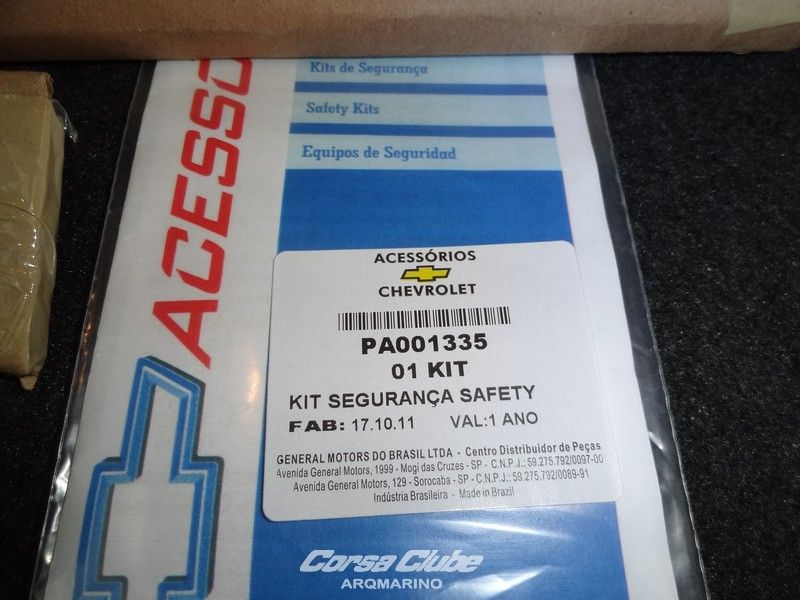 Kits de Segurança
Safety Kits
Equipos de Seguridad
ACESSO
ACESSÓRIOS
CHEVROLET
PA001335
01 KIT
KIT SEGURANÇA SAFETY
FAB: 17.10.11 VAL:1 ANO
GENERAL MOTORS DO BRASIL LTDA - Centro Distribuidor de Peças
Avenida General Motors, 1999 - Mogi das Cruzes - SP - C.N.P.J.: 59.275.792/0097-00
Avenida General Motors, 129 - Sorocaba - SP - C.N.P.J.: 59.275.792/0089-91
Indústria Brasileira - Made in Brazil
Corsa Clube
ARQMARINO